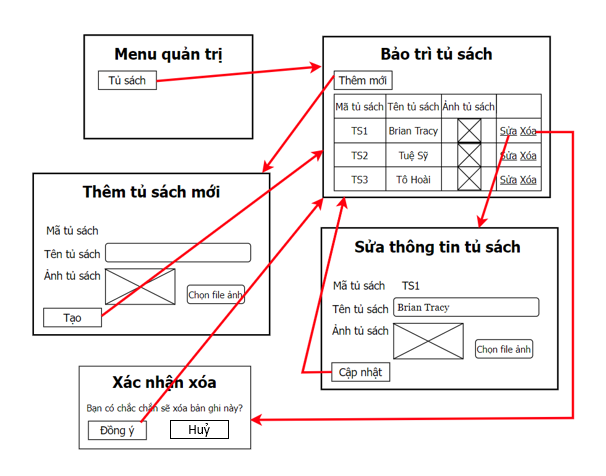 Menu quản trị
Tủ sách
Bảo trì tủ sách
Thêm mới
Mã tủ sách Tên tủ sách Ảnh tủ sách
TS1 Brian Tracy Sửa Xóa
TS2 Tuệ Sỹ Sửa Xóa
TS3 Tô Hoài Sửa Xóa
Thêm tủ sách mới
Mã tủ sách
Tên tủ sách
Ảnh tủ sách
Chọn file ảnh
Tạo
Sửa thông tin tủ sách
Mã tủ sách TS1
Tên tủ sách Brian Tracy
Ảnh tủ sách
Chọn file ảnh
Cập nhật
Xác nhận xóa
Bạn có chắc chắn sẽ xóa bản ghi này?
Đồng ý Huỷ